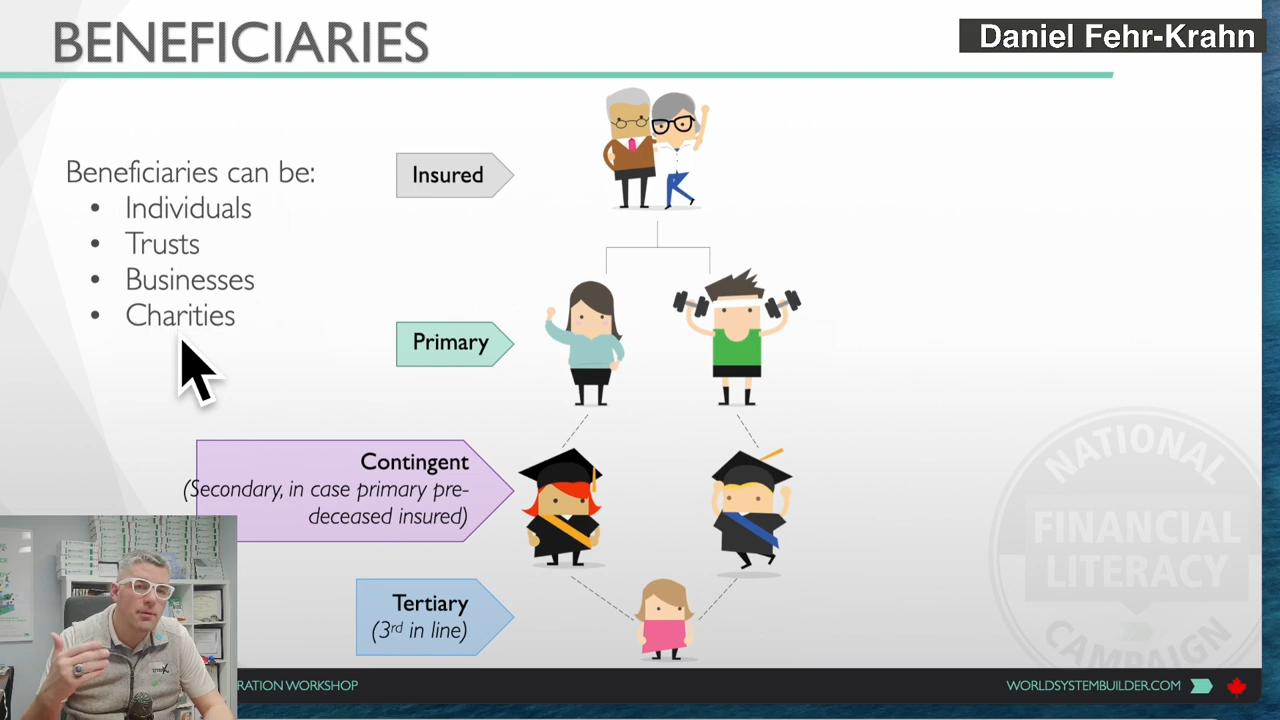 BENEFICIARIES
Daniel Fehr-Krahn
Beneficiaries can be:
• Individuals
• Trusts
• Businesses
• Charities
Insured
Primary
Contingent
(Secondary, in case primary pre-
deceased insured)
Tertiary
(3rd in line)
NATIONAL
FINANCIAL
LITERACY
CAMPAIGN
RATION WORKSHOP
WORLDSYSTEMBUILDER.COM